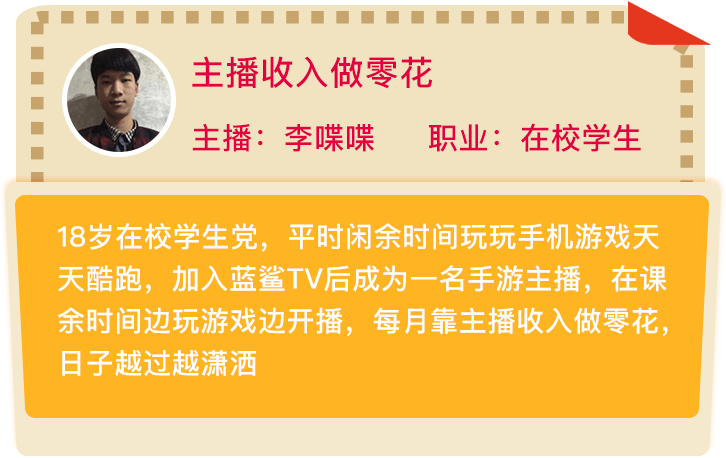 主播收入做零花
主播：李喋喋　职业：在校学生
18岁在校学生党，平时闲余时间玩玩手机游戏天
天酷跑，加入蓝鲨TV后成为一名手游主播，在课
余时间边玩游戏边开播，每月靠主播收入做零花，
日子越过越潇洒